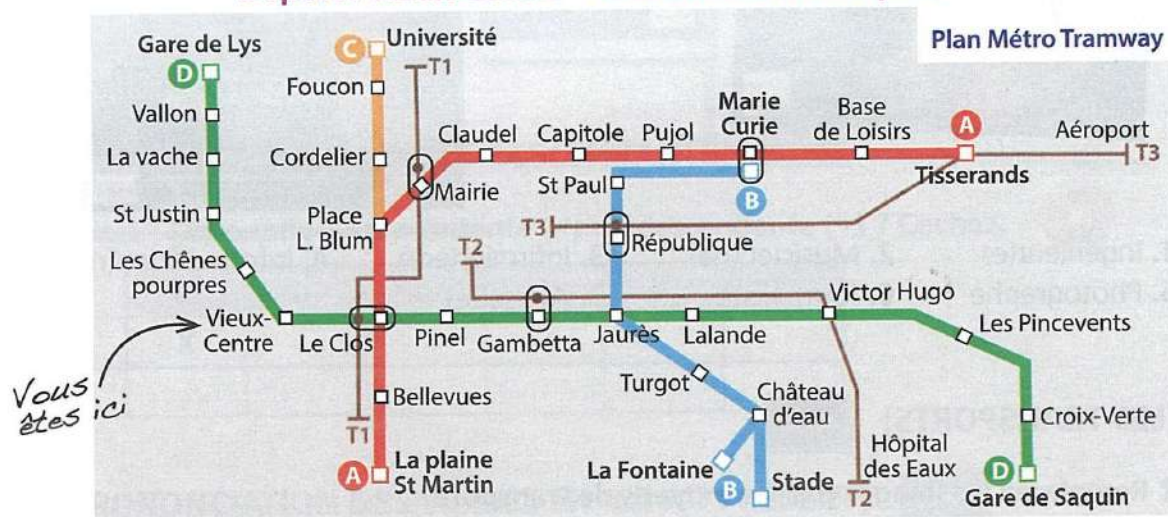 Plan Métro Tramway
Gare de Lys
D
Vallon
La vache
St Justin
Les Chênes
pourpres
Vieux-
Centre
Vous
êtes ici
C
Université
T1
Foucon
Cordelier
Mairie
Place
L. Blum
Le Clos
T1
Bellevues
A
La plaine
St Martin
Claudel
Capitole
Pujol
Marie
Curie
B
Base
de Loisirs
A
Tisserands
Aéroport
T3
St Paul
T3
République
T2
Pinel
Gambetta
Jaurès
Lalande
Victor Hugo
Les Pincevents
Turgot
Château
d'eau
La Fontaine
B
Stade
Hôpital
des Eaux
T2
Croix-Verte
D
Gare de Saquin